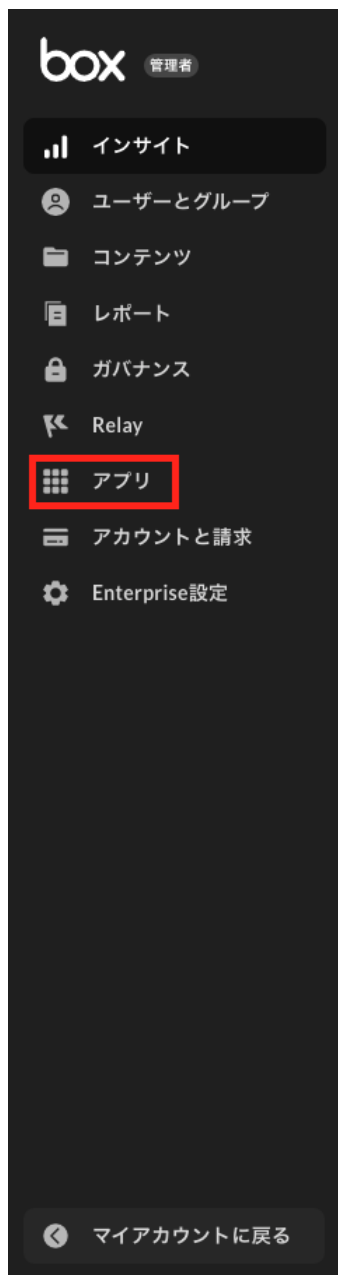 box 管理者
インサイト
ユーザーとグループ
コンテンツ
レポート
ガバナンス
Relay
アプリ
アカウントと請求
Enterprise設定
マイアカウントに戻る